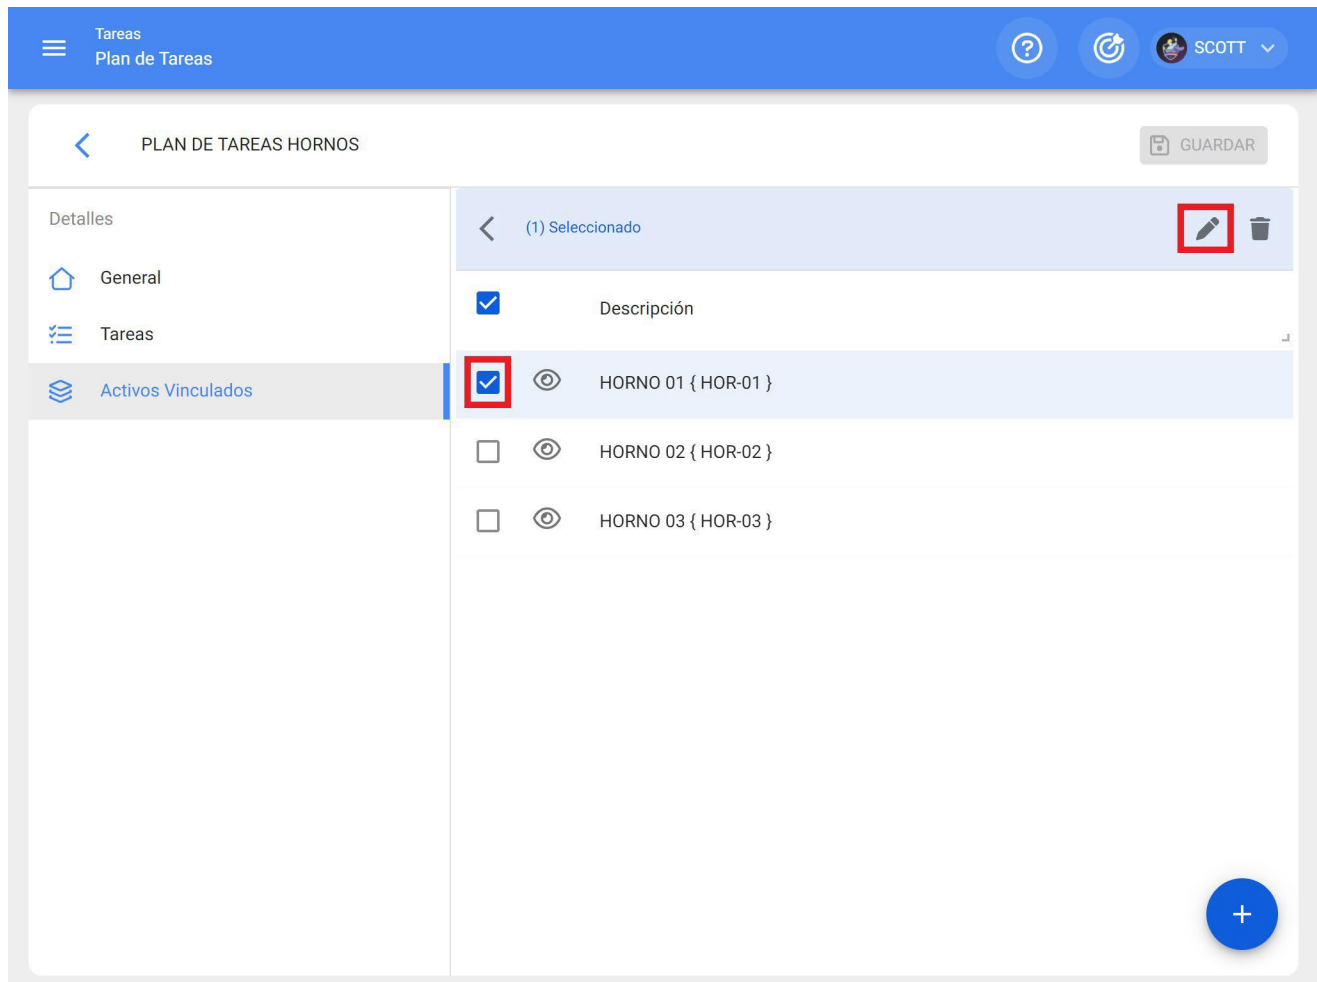 Tareas
Plan de Tareas
SCOTT
PLAN DE TAREAS HORNOS
GUARDAR
Detalles
General
Tareas
Activos Vinculados
(1) Seleccionado
Descripción
HORNO 01 { HOR-01 }
HORNO 02 { HOR-02 }
HORNO 03 { HOR-03 }